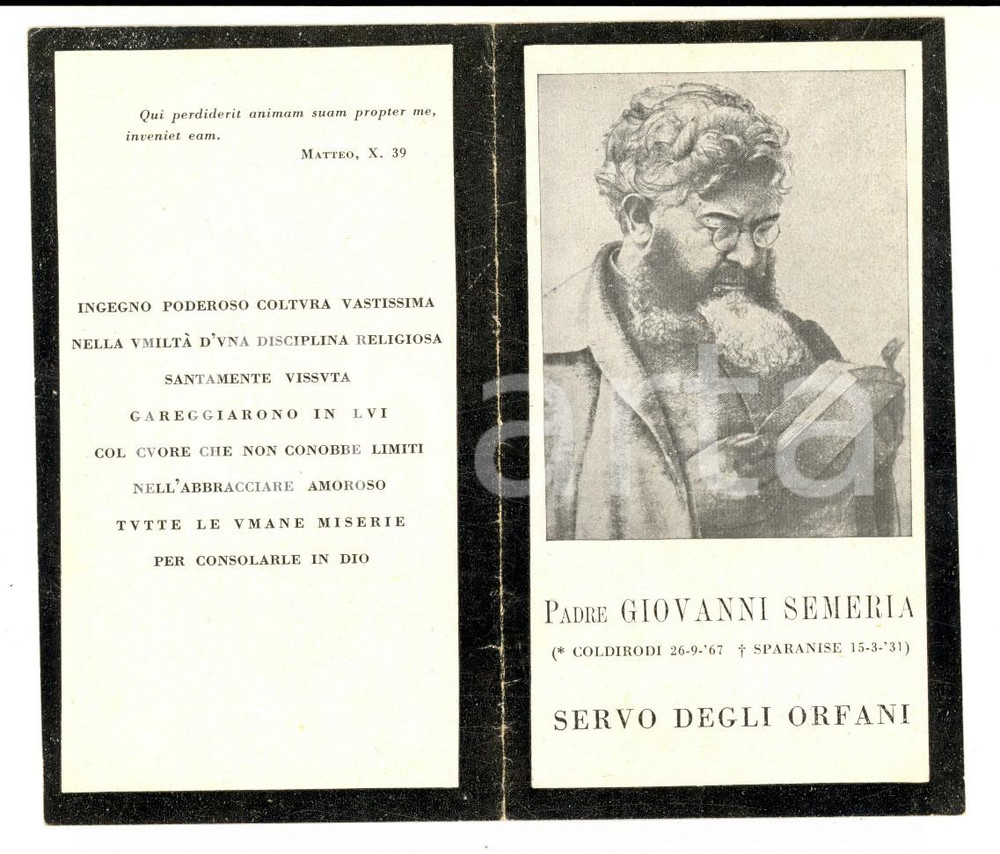 Qui perdiderit animam suam propter me,
inveniet eam.
Matteo, X. 39
INGEGNO PODEROSO COLTVRA VASTISSIMA
NELLA VMILTÀ D'VNA DISCIPLINA RELIGIOSA
SANTAMENTE VISSVTA
GAREGGIARONO IN LVI
COL CVORE CHE NON CONOBBE LIMITI
NELL'ABBRACCIARE AMOROSO
TVTTE LE VMANE MISERIE
PER CONSOLARLE IN DIO
Padre GIOVANNI SEMERIA
(* COLDIRODI 26-9-'67 † SPARANISE 15-3-'31)
SERVO DEGLI ORFANI
arta